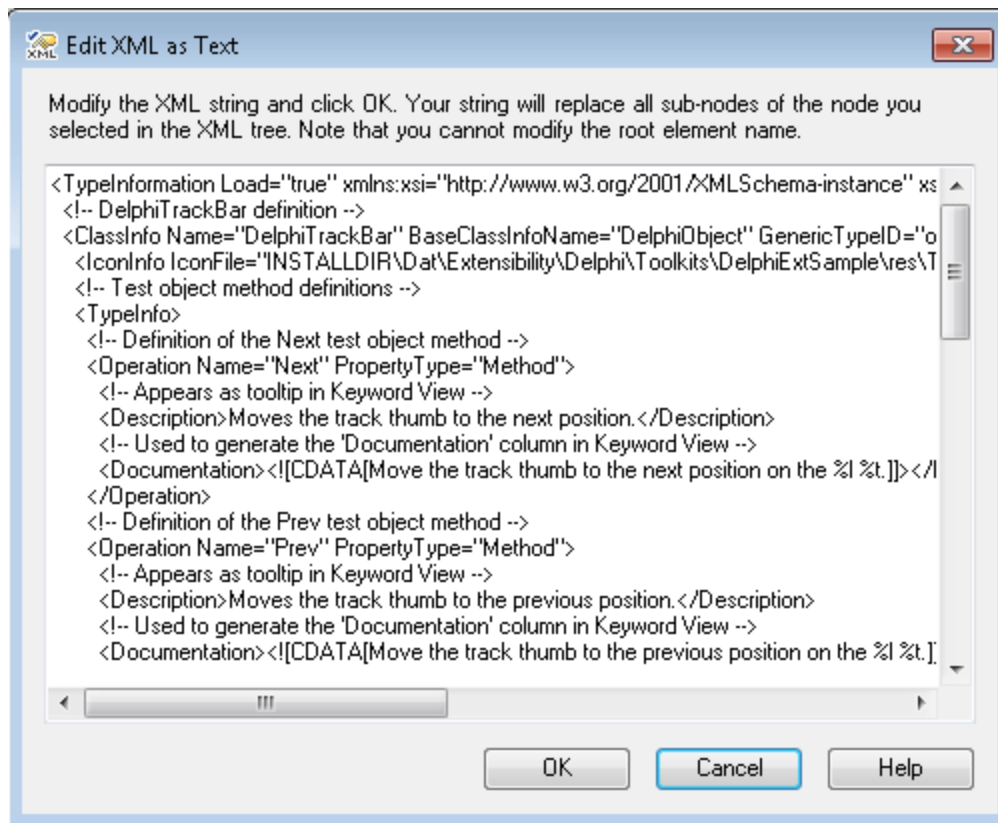 XML Edit XML as Text
Modify the XML string and click OK. Your string will replace all sub-nodes of the node you
selected in the XML tree. Note that you cannot modify the root element name.
<TypeInformation Load="true" xmlns:xsi="http://www.w3.org/2001/XMLSchema-instance" xs
<!-- DelphiTrackBar definition -->
<ClassInfo Name="DelphiTrackBar" BaseClassInfoName="DelphiObject" GenericTypeID="o
<IconInfo IconFile="INSTALLDIR\Dat\Extensibility\Delphi\Toolkits\DelphiExtSample\res\T
<!-- Test object method definitions -->
<TypeInfo>
<!-- Definition of the Next test object method -->
<Operation Name="Next" PropertyType="Method">
<!-- Appears as tooltip in Keyword View -->
<Description>Moves the track thumb to the next position.</Description>
<!-- Used to generate the 'Documentation' column in Keyword View -->
<Documentation><![CDATA[Move the track thumb to the next position on the %l %t.]]></
</Operation>
<!-- Definition of the Prev test object method -->
<Operation Name="Prev" PropertyType="Method">
<!-- Appears as tooltip in Keyword View -->
<Description>Moves the track thumb to the previous position.</Description>
<!-- Used to generate the 'Documentation' column in Keyword View -->
<Documentation><![CDATA[Move the track thumb to the previous position on the %l %t.]
OK Cancel Help